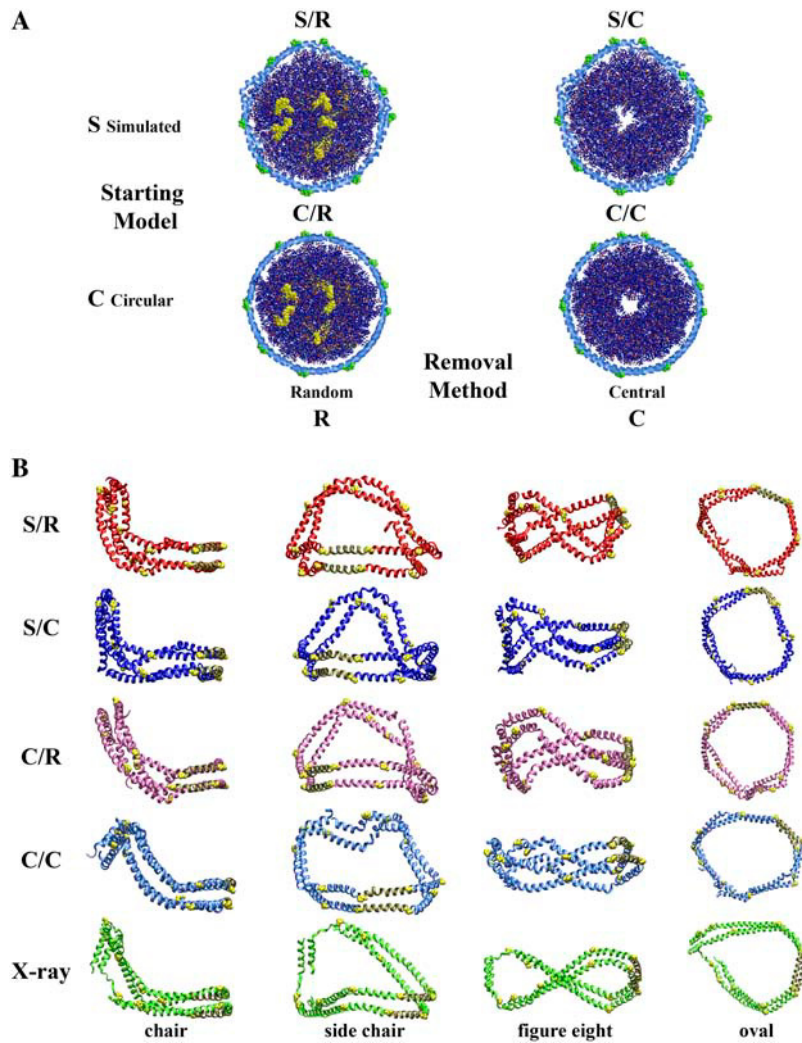 A
S/R
S/C
S Simulated
Starting
Model
C/R
C/C
C Circular
Removal
Method
Random
Central
R
C
B
S/R
S/C
C/R
C/C
X-ray
chair
side chair
figure eight
oval